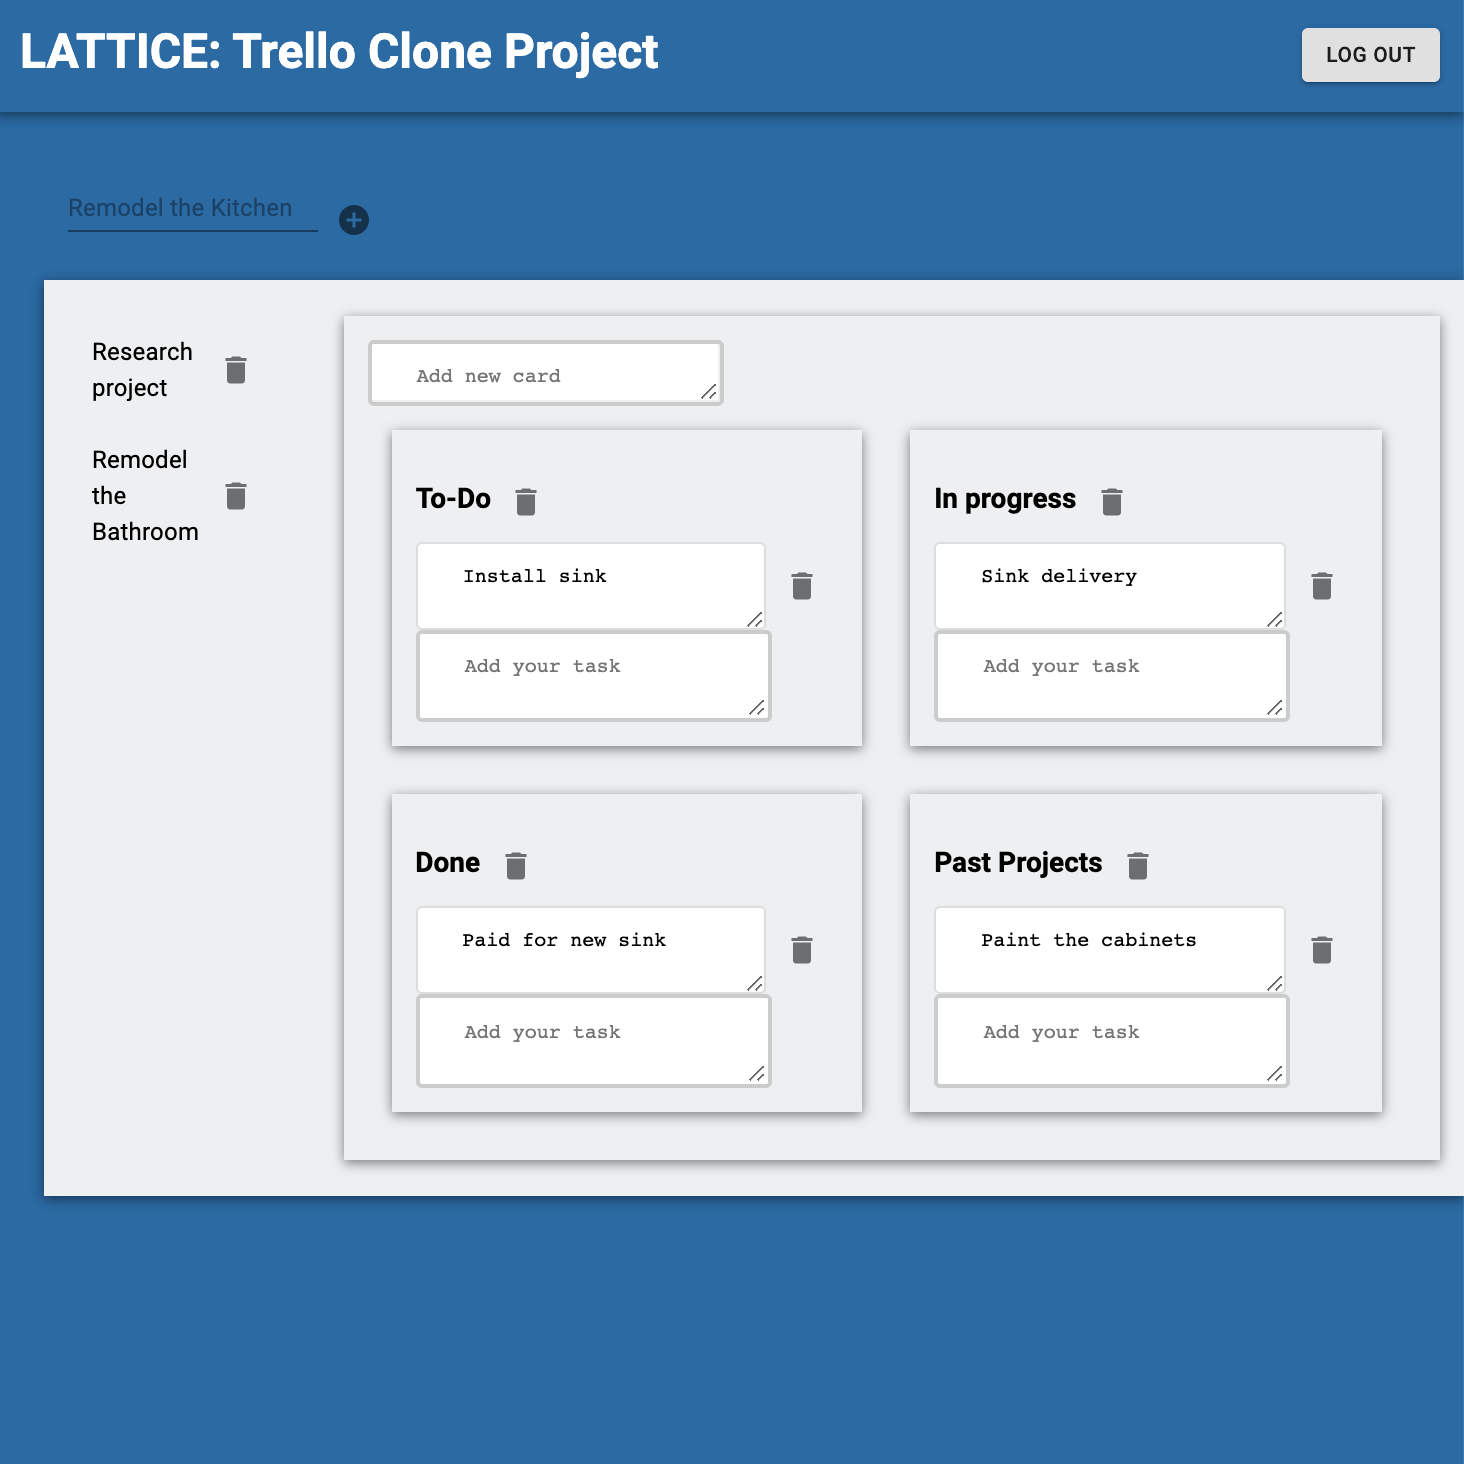 LATTICE: Trello Clone Project
LOG OUT
Remodel the Kitchen
Research
project
Remodel
the
Bathroom
Add new card
To-Do
Install sink
Add your task
In progress
Sink delivery
Add your task
Done
Paid for new sink
Add your task
Past Projects
Paint the cabinets
Add your task